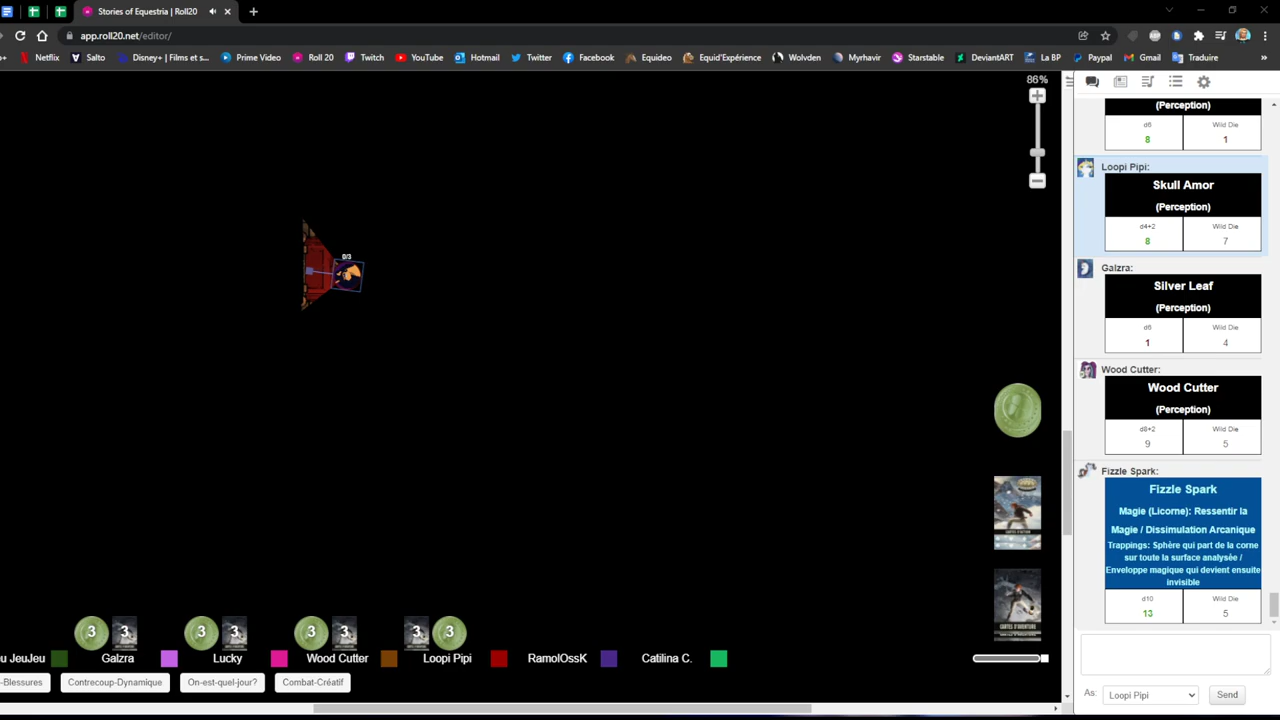 Stories of Equestria | Roll20
app.roll20.net/editor/
Netflix Salto Disney+ | Films et s... Prime Video Roll 20 Twitch YouTube Hotmail Twitter Facebook Equideo Equid'Expérience Wolvden Myrhavir Starstable DeviantART La BP Paypal Gmail Traduire »
86%
0/3
3 3 3 3 3 3 3 3
u JeuJeu Galzra Lucky Wood Cutter Loopi Pipi RamolOssK Catilina C.
-Blessures Contrecoup-Dynamique On-est-quel-jour? Combat-Créatif
(Perception)
d6 Wild Die
8 1
Loopi Pipi:
Skull Amor
(Perception)
d4+2 Wild Die
8 7
Galzra:
Silver Leaf
(Perception)
d6 Wild Die
1 4
Wood Cutter:
Wood Cutter
(Perception)
d8+2 Wild Die
9 5
Fizzle Spark:
Fizzle Spark
Magie (Licorne): Ressentir la
Magie / Dissimulation Arcanique
Trappings: Sphère qui part de la corne
sur toute la surface analysée /
Enveloppe magique qui devient ensuite
invisible
d10 Wild Die
13 5
As: Loopi Pipi Send